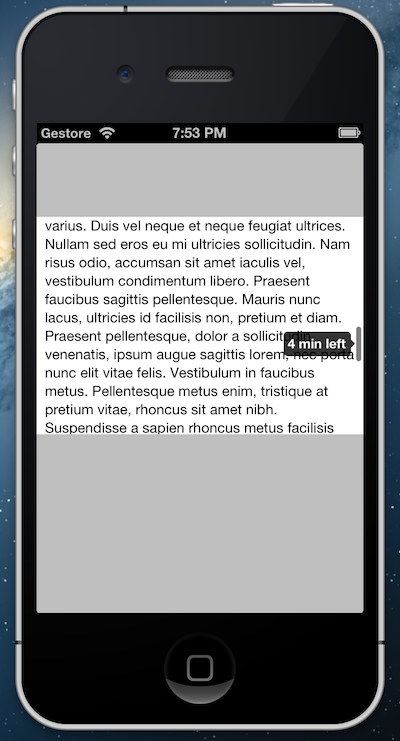 Gestore
7:53 PM
varius. Duis vel neque et neque feugiat ultrices.
Nullam sed eros eu mi ultricies sollicitudin. Nam
risus odio, accumsan sit amet iaculis vel,
vestibulum condimentum libero. Praesent
faucibus sagittis pellentesque. Mauris nunc
lacus, ultricies id facilisis non, pretium et diam.
Praesent pellentesque, dolor a sollicitudin
venenatis, ipsum augue sagittis lorem, nec porta
4 min left
nunc elit vitae felis. Vestibulum in faucibus
metus. Pellentesque metus enim, tristique at
pretium vitae, rhoncus sit amet nibh.
Suspendisse a sapien rhoncus metus facilisis